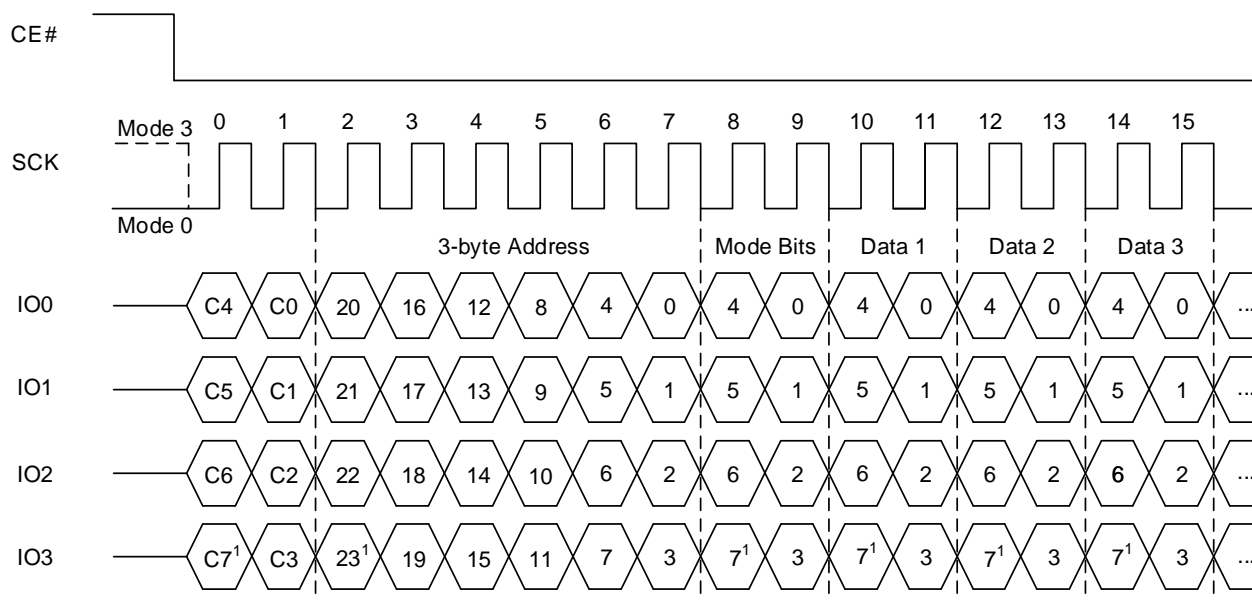 CE#
Mode 3 0 1 2 3 4 5 6 7 8 9 10 11 12 13 14 15
SCK
Mode 0
3-byte Address Mode Bits Data 1 Data 2 Data 3
IO0 C4 C0 20 16 12 8 4 0 4 0 4 0 4 0 4 0 ...
IO1 C5 C1 21 17 13 9 5 1 5 1 5 1 5 1 5 1 ...
IO2 C6 C2 22 18 14 10 6 2 6 2 6 2 6 2 6 2 ...
IO3 C7¹ C3 23¹ 19 15 11 7 3 7¹ 3 7¹ 3 7¹ 3 7¹ 3 ...